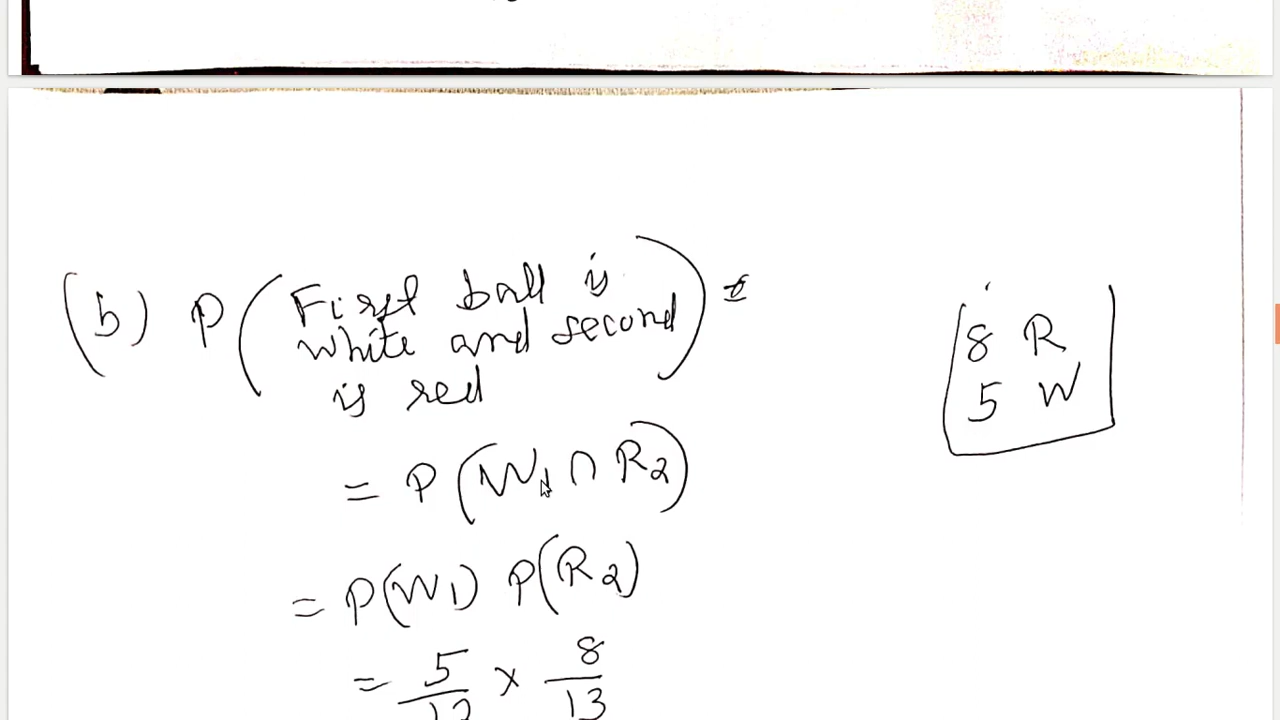 (b) P(First ball is
white and second
is red)
8 R
5 W
= P(W1 ∩ R2)
= P(W1) P(R2)
= 5/13 × 8/13